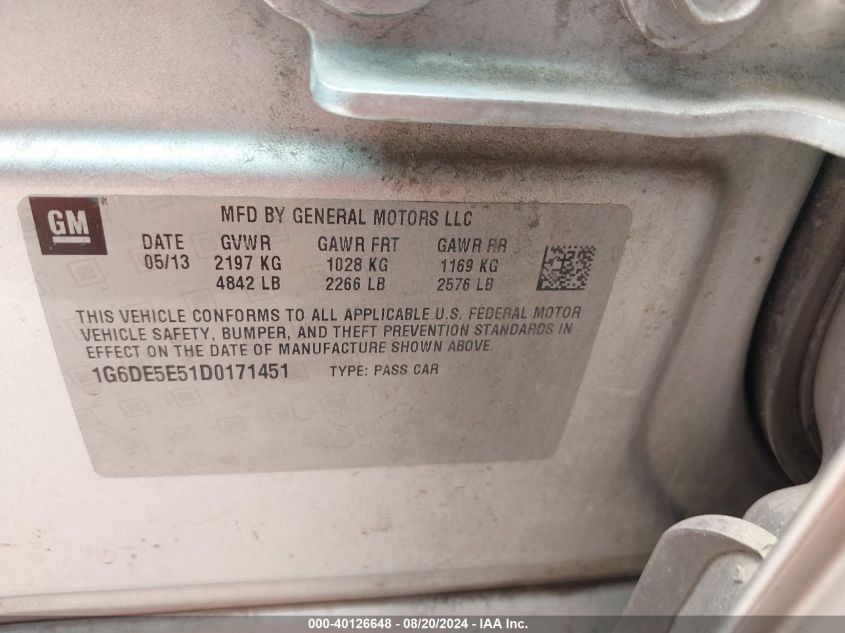 GM
MFD BY GENERAL MOTORS LLC
DATE GVWR GAWR FRT GAWR RR
05/13 2197 KG 1028 KG 1169 KG
4842 LB 2266 LB 2576 LB
THIS VEHICLE CONFORMS TO ALL APPLICABLE U.S. FEDERAL MOTOR
VEHICLE SAFETY, BUMPER, AND THEFT PREVENTION STANDARDS IN
EFFECT ON THE DATE OF MANUFACTURE SHOWN ABOVE.
1G6DE5E51D0171451 TYPE: PASS CAR
000-40126648 - 08/20/2024 - IAA Inc.